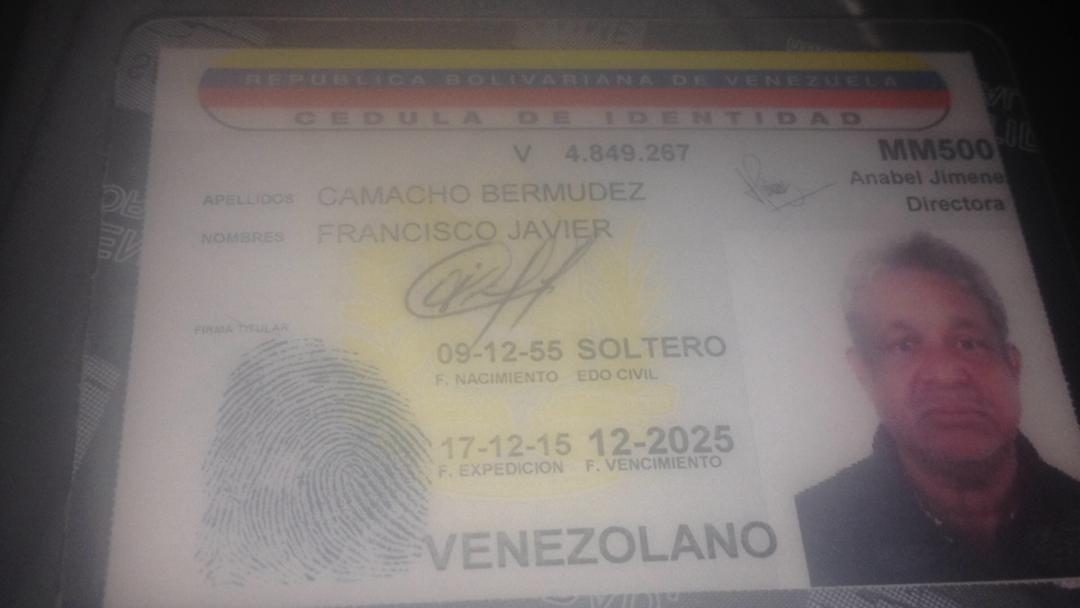 REPUBLICA BOLIVARIANA DE VENEZUELA
CEDULA DE IDENTIDAD
V 4.849.267
MM500
Anabel Jimene
Directora
APELLIDOS CAMACHO BERMUDEZ
NOMBRES FRANCISCO JAVIER
FIRMA TITULAR
09-12-55 SOLTERO
F. NACIMIENTO EDO CIVIL
17-12-15 12-2025
F. EXPEDICION F. VENCIMIENTO
VENEZOLANO